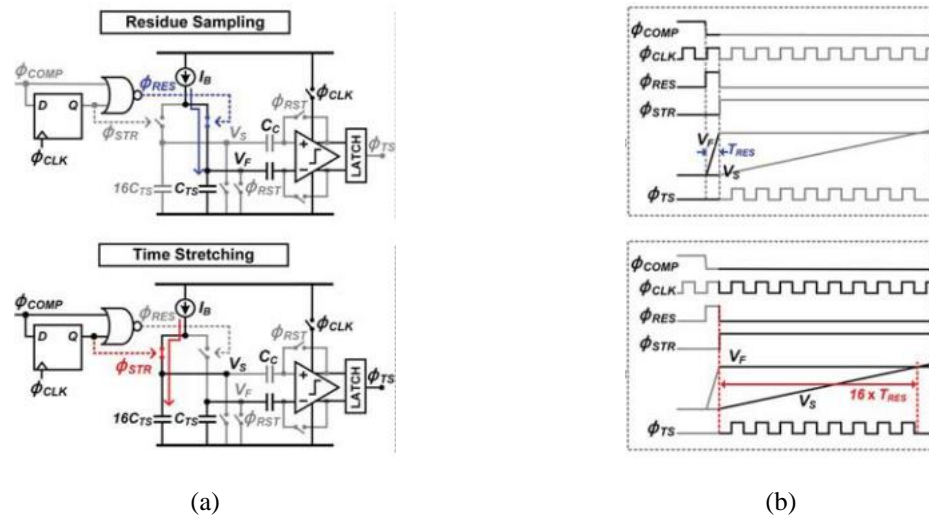 Residue Sampling
ϕCOMP
D Q
ϕCLK
ϕRES
ϕSTR
IB
ϕCLK
ϕRST
CC
VS
VF
16CTS CTS
ϕRST
LATCH
ϕTS
Time Stretching
ϕCOMP
D Q
ϕCLK
ϕRES
ϕSTR
IB
ϕCLK
ϕRST
CC
VS
VF
16CTS CTS
ϕRST
LATCH
ϕTS
(a)
ϕCOMP
ϕCLK
ϕRES
ϕSTR
VF
TRES
VS
ϕTS
ϕCOMP
ϕCLK
ϕRES
ϕSTR
VF
16 x TRES
VS
ϕTS
(b)